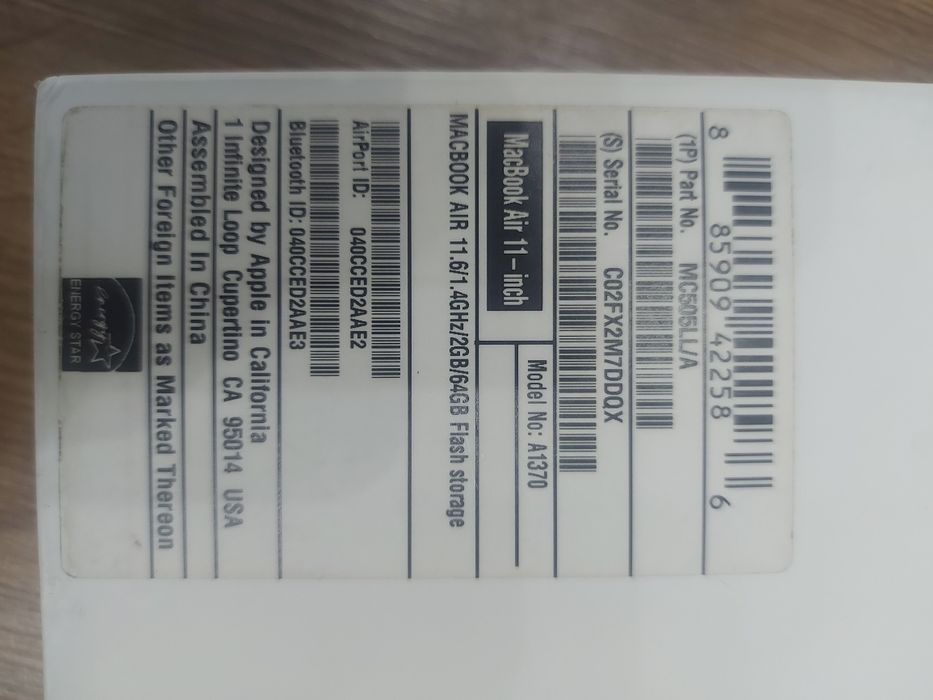 8 85909 42258 6
(1P) Part No. MC505LL/A
(S) Serial No. C02FX2M7DDQX
MacBook Air 11-inch
Model No: A1370
MACBOOK AIR 11.6/1.4GHz/2GB/64GB Flash storage
AirPort ID: 040CCED2AAE2
Bluetooth ID: 040CCED2AAE3
Designed by Apple in California
1 Infinite Loop Cupertino CA 95014 USA
Assembled In China
Other Foreign Items as Marked Thereon
energy
ENERGY STAR